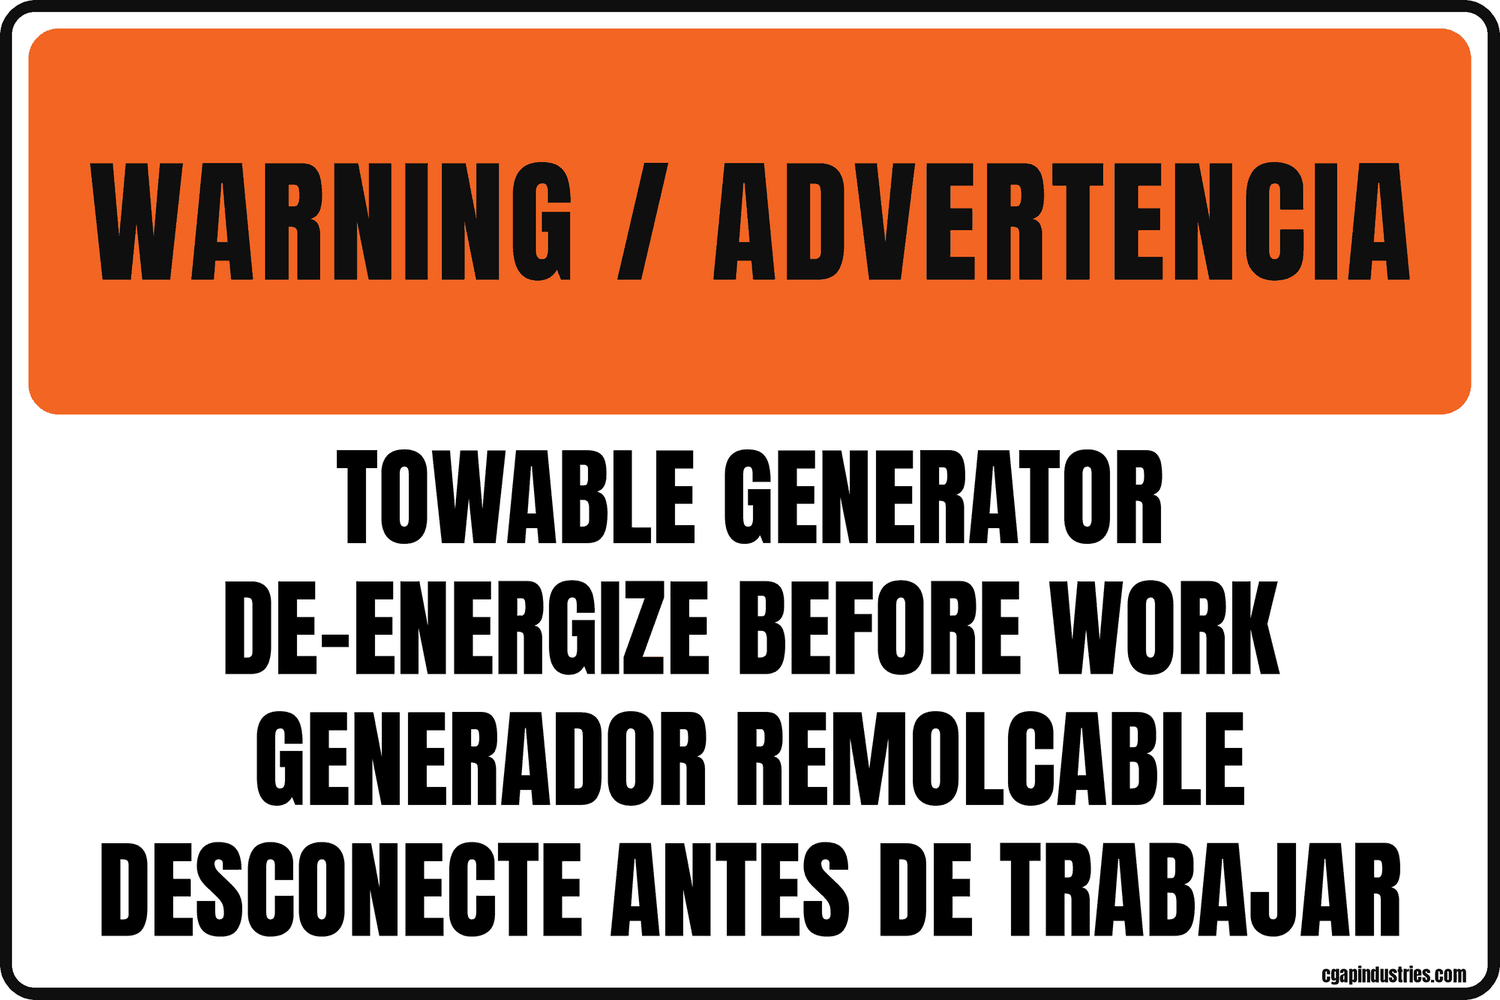 WARNING / ADVERTENCIA
TOWABLE GENERATOR
DE-ENERGIZE BEFORE WORK
GENERADOR REMOLCABLE
DESCONECTE ANTES DE TRABAJAR
cgapindustries.com